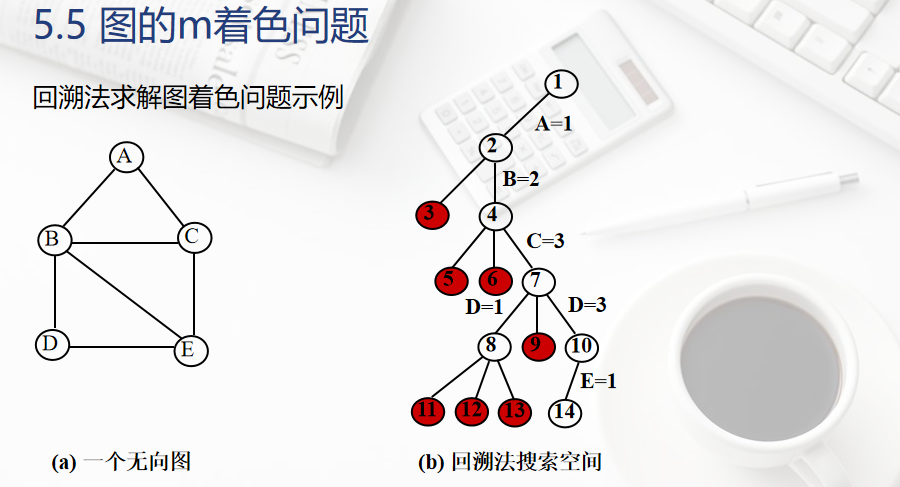 5.5 图的m着色问题
回溯法求解图着色问题示例
A
B
C
D
E
(a) 一个无向图
1
A=1
2
B=2
3
4
C=3
5
6
7
D=1
D=3
8
9
10
E=1
11
12
13
14
(b) 回溯法搜索空间